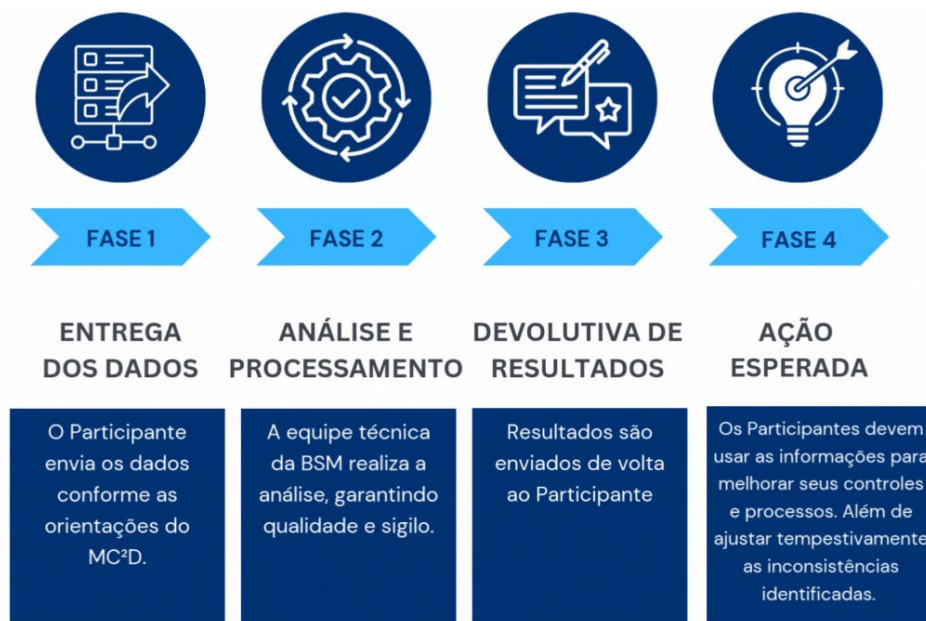 FASE 1
FASE 2
FASE 3
FASE 4
ENTREGA
DOS DADOS
ANÁLISE E
PROCESSAMENTO
DEVOLUTIVA DE
RESULTADOS
AÇÃO
ESPERADA
O Participante
envia os dados
conforme as
orientações do
MC²D.
A equipe técnica
da BSM realiza a
análise, garantindo
qualidade e sigilo.
Resultados são
enviados de volta
ao Participante
Os Participantes devem
usar as informações para
melhorar seus controles
e processos. Além de
ajustar tempestivamente
as inconsistências
identificadas.